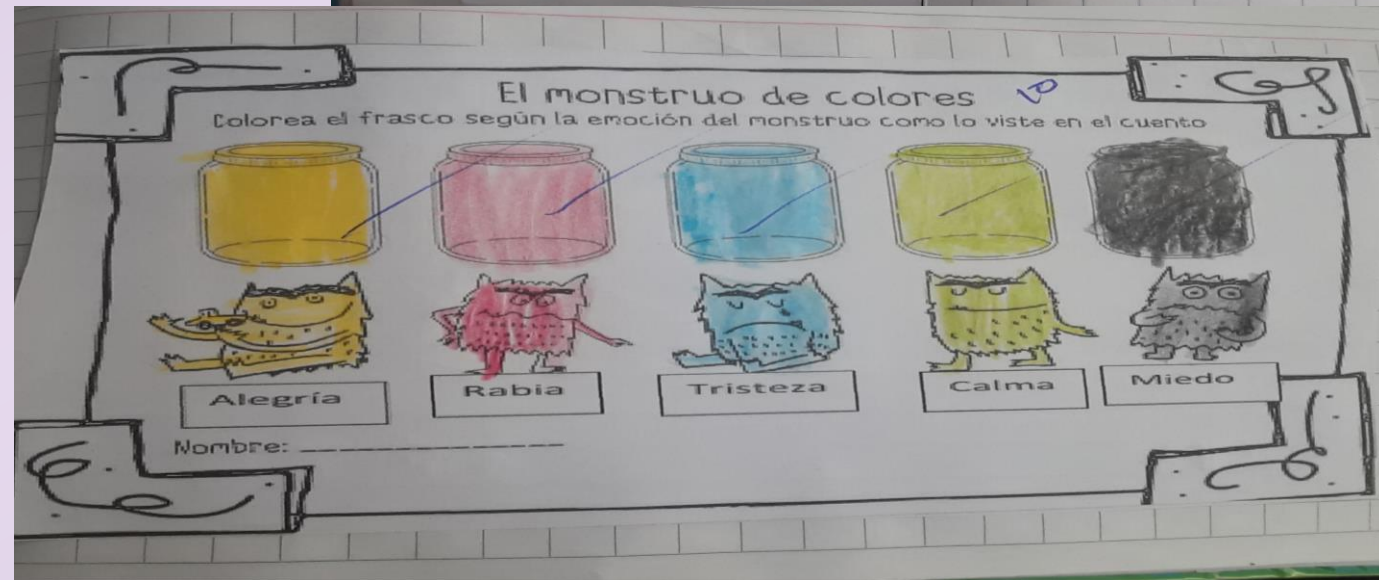 El monstruo de colores 10
Colorea el frasco según la emoción del monstruo como lo viste en el cuento
Alegría Rabia Tristeza Calma Miedo
Nombre: